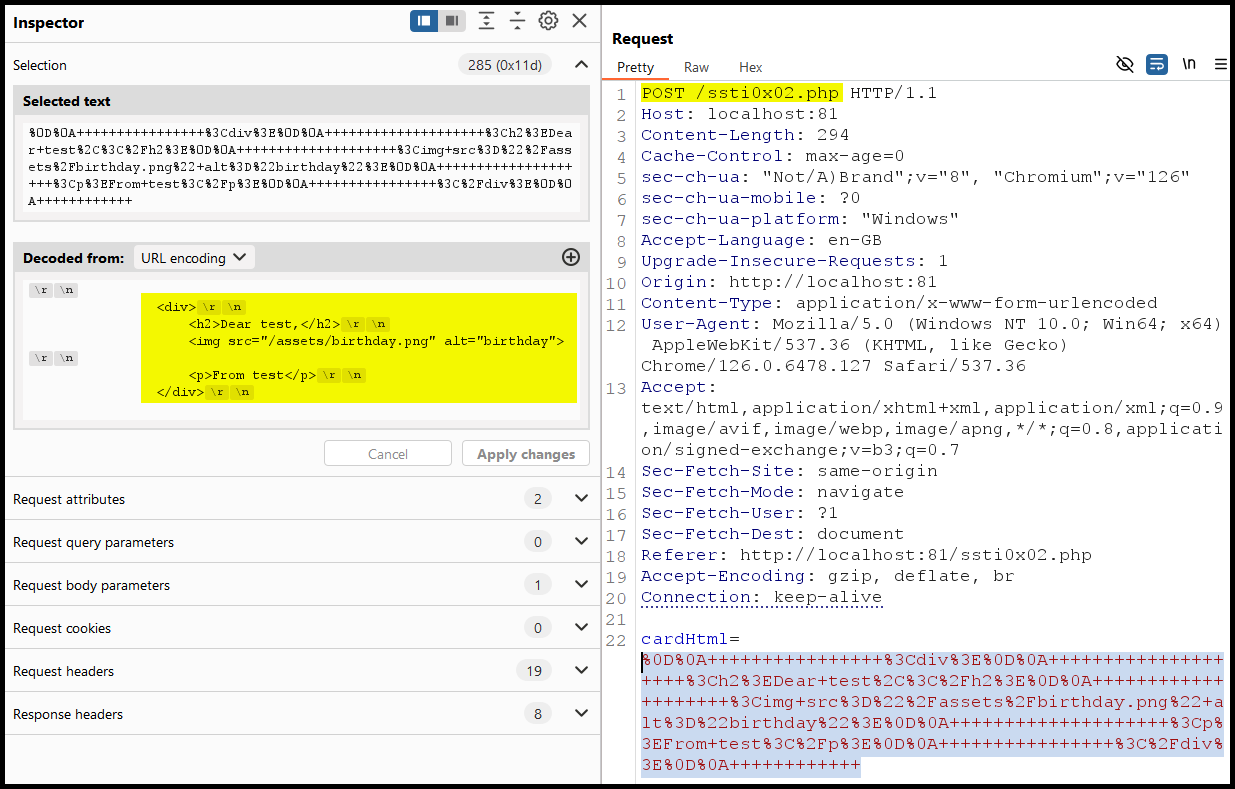 Inspector
Selection
285 (0x11d)
Selected text
%0D%0A++++++++++++++++%3Cdiv%3E%0D%0A++++++++++++++++++++%3Ch2%3EDea
r+test%2C%3C%2Fh2%3E%0D%0A++++++++++++++++++++%3Cimg+src%3D%22%2Fass
ets%2Fbirthday.png%22+alt%3D%22birthday%22%3E%0D%0A+++++++++++++++++
+++%3Cp%3EFrom+test%3C%2Fp%3E%0D%0A++++++++++++++++%3C%2Fdiv%3E%0D%0
A++++++++++++
Decoded from:
URL encoding
\r \n
<div> \r \n
<h2>Dear test,</h2> \r \n
<img src="/assets/birthday.png" alt="birthday">
\r \n
<p>From test</p> \r \n
</div> \r \n
Cancel
Apply changes
Request attributes
2
Request query parameters
0
Request body parameters
1
Request cookies
0
Request headers
19
Response headers
8
Request
Pretty
Raw
Hex
\n
1 POST /ssti0x02.php HTTP/1.1
2 Host: localhost:81
3 Content-Length: 294
4 Cache-Control: max-age=0
5 sec-ch-ua: "Not/A)Brand";v="8", "Chromium";v="126"
6 sec-ch-ua-mobile: ?0
7 sec-ch-ua-platform: "Windows"
8 Accept-Language: en-GB
9 Upgrade-Insecure-Requests: 1
10 Origin: http://localhost:81
11 Content-Type: application/x-www-form-urlencoded
12 User-Agent: Mozilla/5.0 (Windows NT 10.0; Win64; x64)
AppleWebKit/537.36 (KHTML, like Gecko)
Chrome/126.0.6478.127 Safari/537.36
13 Accept:
text/html,application/xhtml+xml,application/xml;q=0.9
,image/avif,image/webp,image/apng,*/*;q=0.8,applicati
on/signed-exchange;v=b3;q=0.7
14 Sec-Fetch-Site: same-origin
15 Sec-Fetch-Mode: navigate
16 Sec-Fetch-User: ?1
17 Sec-Fetch-Dest: document
18 Referer: http://localhost:81/ssti0x02.php
19 Accept-Encoding: gzip, deflate, br
20 Connection: keep-alive
21
22 cardHtml=
%0D%0A++++++++++++++++%3Cdiv%3E%0D%0A++++++++++++++++
++++%3Ch2%3EDear+test%2C%3C%2Fh2%3E%0D%0A++++++++++++
++++++++%3Cimg+src%3D%22%2Fassets%2Fbirthday.png%22+a
lt%3D%22birthday%22%3E%0D%0A++++++++++++++++++++%3Cp%
3EFrom+test%3C%2Fp%3E%0D%0A++++++++++++++++%3C%2Fdiv%
3E%0D%0A++++++++++++